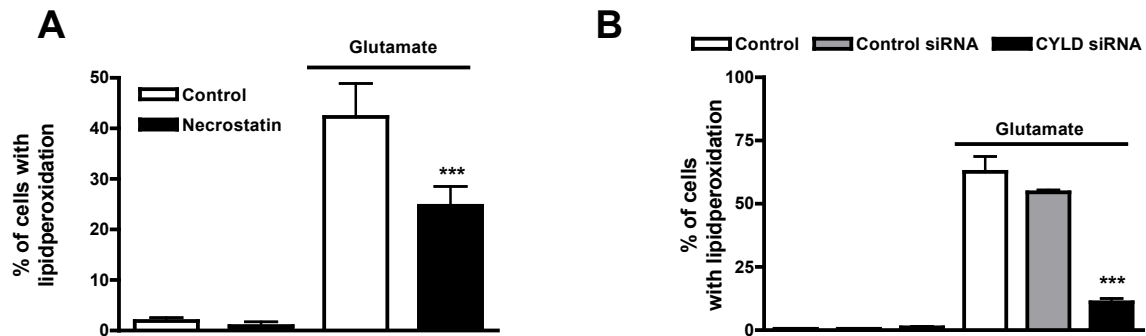 A
Glutamate
Control
Necrostatin
***
50
40
30
20
10
0
% of cells with
lipidperoxidation
B
Control Control siRNA CYLD siRNA
Glutamate
***
100
75
50
25
0
% of cells
with lipidperoxidation